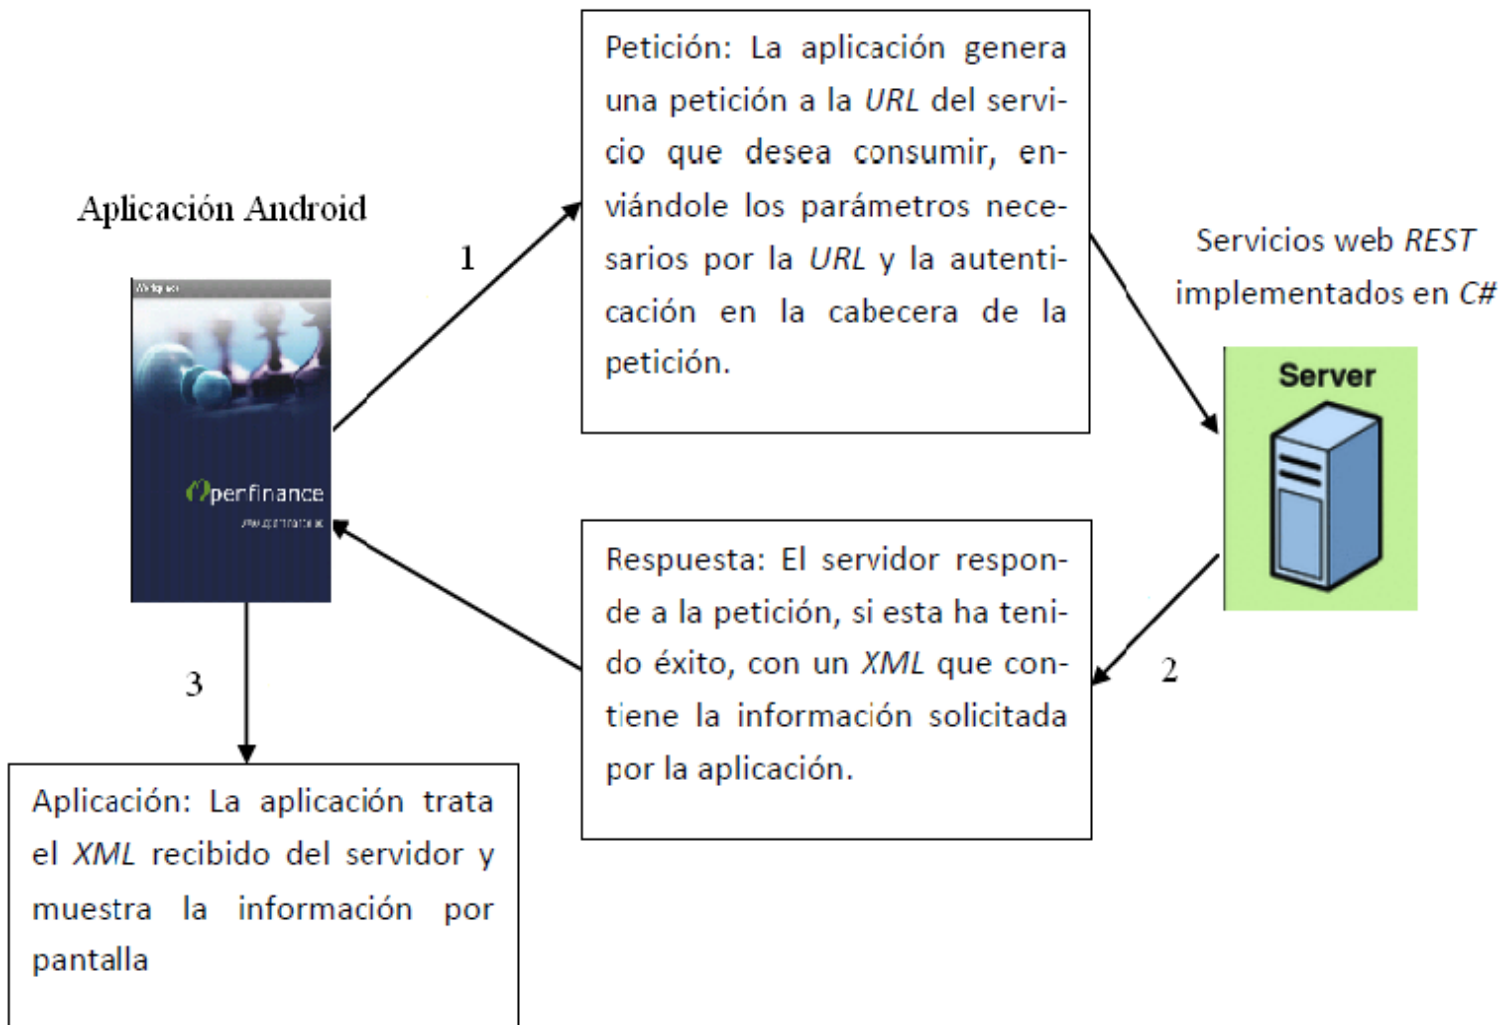 Petición: La aplicación genera
una petición a la URL del servi-
cio que desea consumir, en-
viándole los parámetros nece-
sarios por la URL y la autenti-
cación en la cabecera de la
petición.
Aplicación Android
1
Servicios web REST
implementados en C#
Server
penfinance
Respuesta: El servidor respon-
de a la petición, si esta ha teni-
do éxito, con un XML que con-
tiene la información solicitada
por la aplicación.
2
3
Aplicación: La aplicación trata
el XML recibido del servidor y
muestra la información por
pantalla